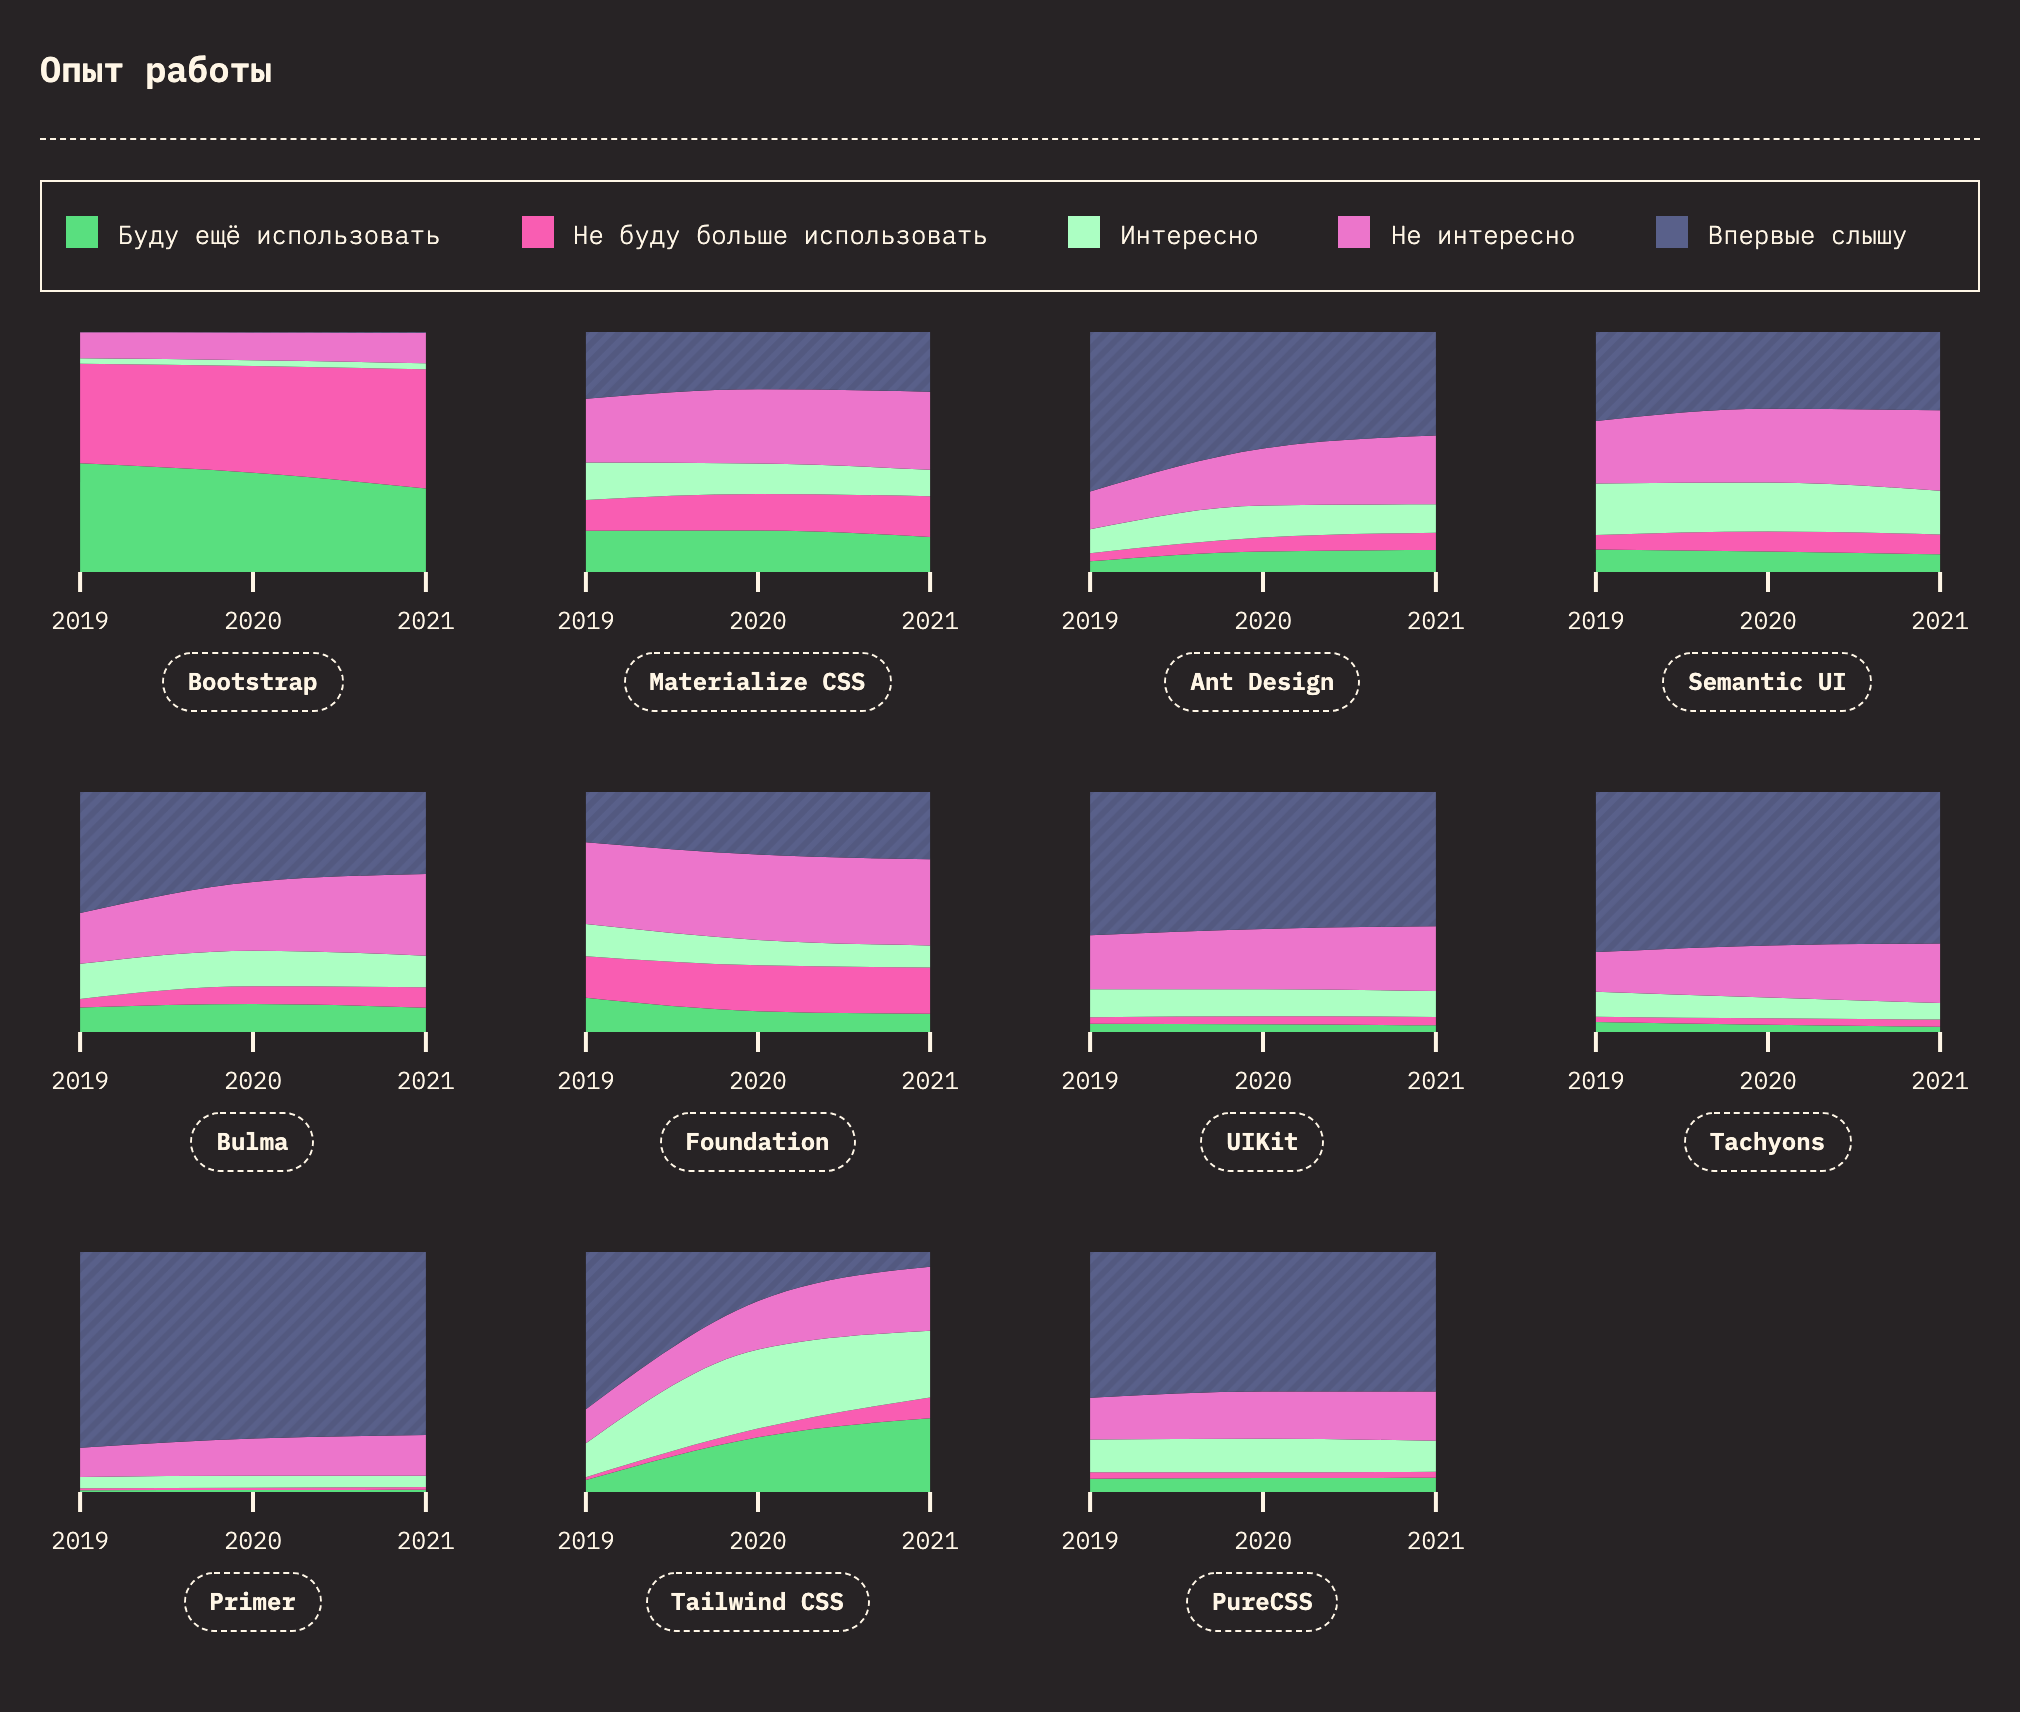 Опыт работы
Буду ещё использовать Не буду больше использовать Интересно Не интересно Впервые слышу
2019 2020 2021 2019 2020 2021 2019 2020 2021 2019 2020 2021
Bootstrap Materialize CSS Ant Design Semantic UI
2019 2020 2021 2019 2020 2021 2019 2020 2021 2019 2020 2021
Bulma Foundation UIKit Tachyons
2019 2020 2021 2019 2020 2021 2019 2020 2021
Primer Tailwind CSS PureCSS